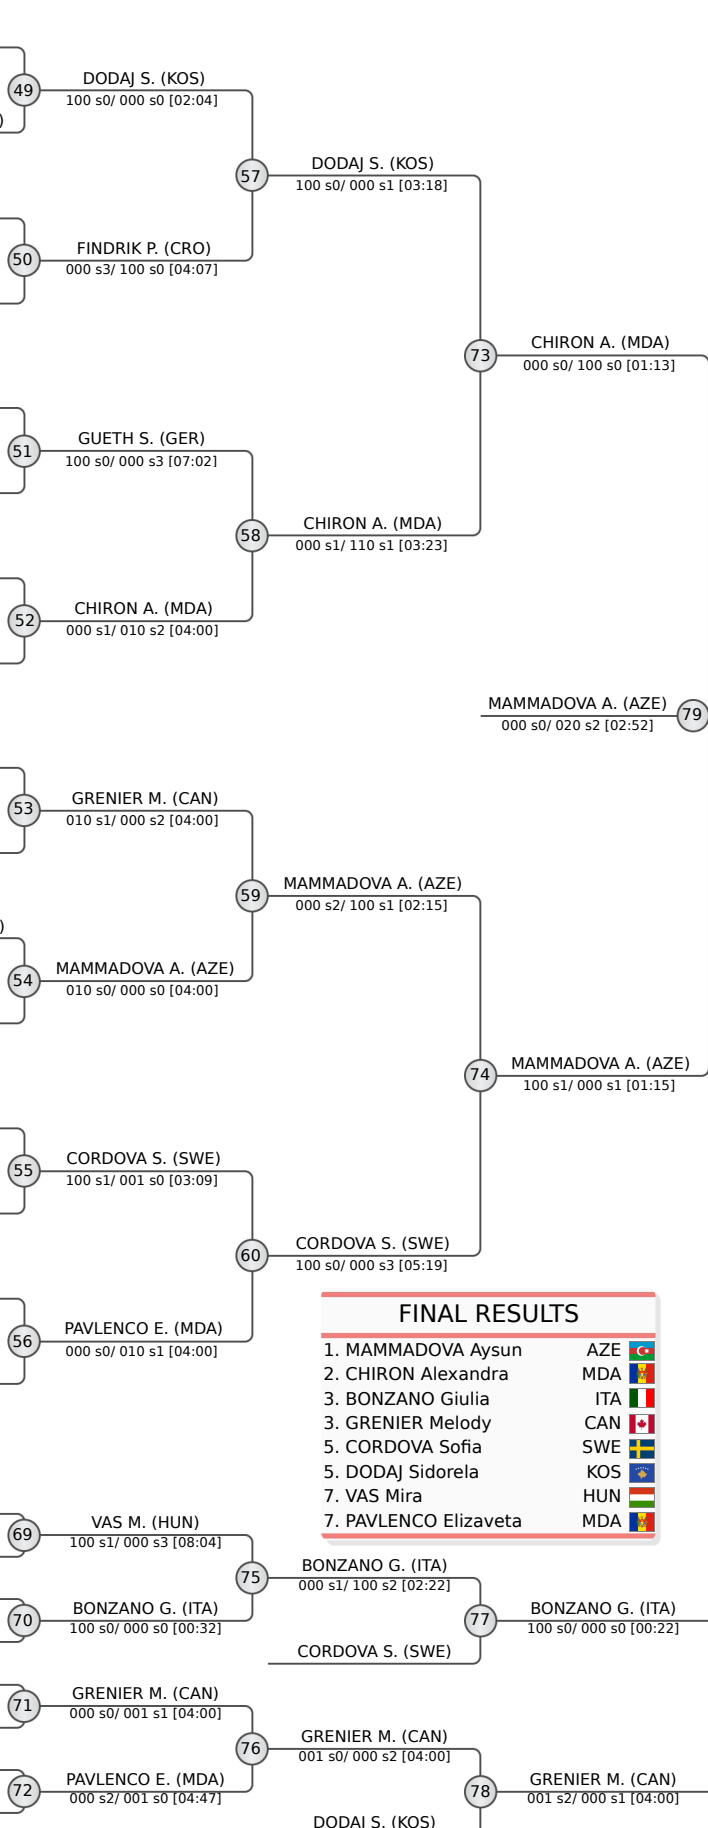 DODAJ S. (KOS)
49
100 s0/ 000 s0 [02:04]
)
DODAJ S. (KOS)
57
100 s0/ 000 s1 [03:18]
FINDRIK P. (CRO)
50
000 s3/ 100 s0 [04:07]
CHIRON A. (MDA)
73
000 s0/ 100 s0 [01:13]
GUETH S. (GER)
51
100 s0/ 000 s3 [07:02]
CHIRON A. (MDA)
58
000 s1/ 110 s1 [03:23]
CHIRON A. (MDA)
52
000 s1/ 010 s2 [04:00]
MAMMADOVA A. (AZE)
79
000 s0/ 020 s2 [02:52]
GRENIER M. (CAN)
53
010 s1/ 000 s2 [04:00]
MAMMADOVA A. (AZE)
59
000 s2/ 100 s1 [02:15]
)
MAMMADOVA A. (AZE)
54
010 s0/ 000 s0 [04:00]
MAMMADOVA A. (AZE)
74
100 s1/ 000 s1 [01:15]
CORDOVA S. (SWE)
55
100 s1/ 001 s0 [03:09]
CORDOVA S. (SWE)
60
100 s0/ 000 s3 [05:19]
PAVLENCO E. (MDA)
56
000 s0/ 010 s1 [04:00]
FINAL RESULTS
1. MAMMADOVA Aysun AZE
2. CHIRON Alexandra MDA
3. BONZANO Giulia ITA
3. GRENIER Melody CAN
5. CORDOVA Sofia SWE
5. DODAJ Sidorela KOS
7. VAS Mira HUN
7. PAVLENCO Elizaveta MDA
VAS M. (HUN)
69
100 s1/ 000 s3 [08:04]
BONZANO G. (ITA)
75
000 s1/ 100 s2 [02:22]
BONZANO G. (ITA)
70
100 s0/ 000 s0 [00:32]
BONZANO G. (ITA)
77
100 s0/ 000 s0 [00:22]
CORDOVA S. (SWE)
GRENIER M. (CAN)
71
000 s0/ 001 s1 [04:00]
GRENIER M. (CAN)
76
001 s0/ 000 s2 [04:00]
PAVLENCO E. (MDA)
72
000 s2/ 001 s0 [04:47]
GRENIER M. (CAN)
78
001 s2/ 000 s1 [04:00]
DODAJ S. (KOS)